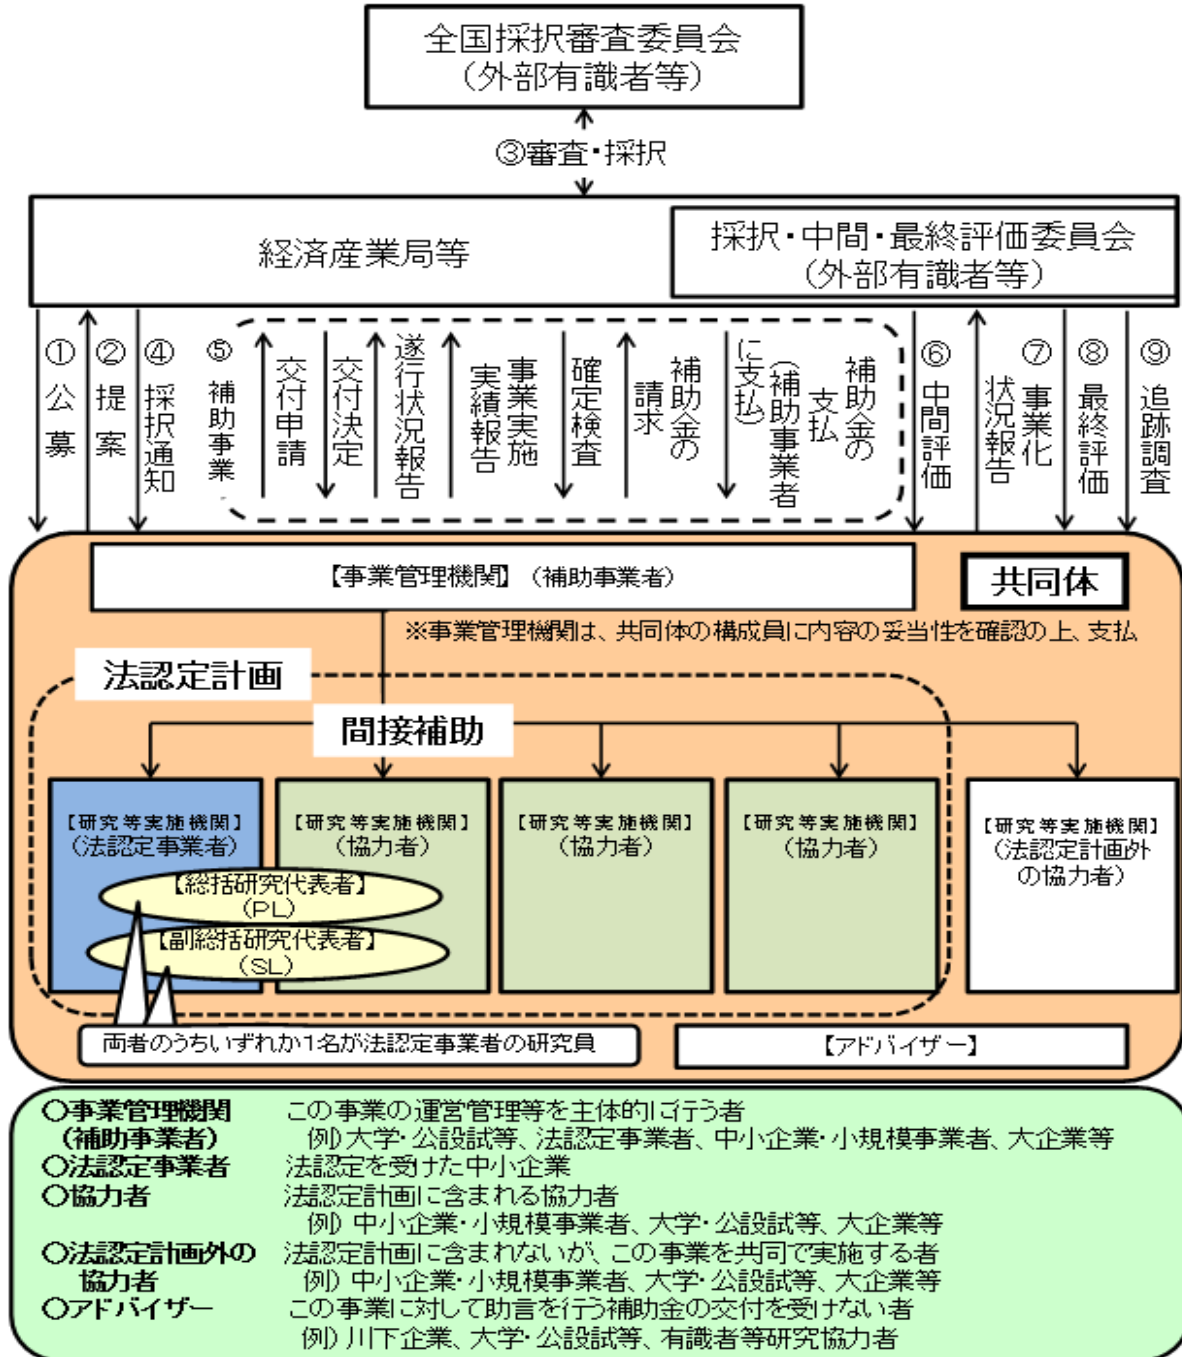 全国採択審査委員会
（外部有識者等）
③審査・採択
経済産業局等
採択・中間・最終評価委員会
（外部有識者等）
①公募
②提案
④採択通知
⑤補助事業
交付申請
交付決定
遂行状況報告
事業実施
実績報告
確定検査
補助金の
請求
補助金の
支払
（補助事業者
に支払）
⑥中間評価
⑦事業化
状況報告
⑧最終評価
⑨追跡調査
【事業管理機関】（補助事業者）
共同体
※事業管理機関は、共同体の構成員に内容の妥当性を確認の上、支払
法認定計画
間接補助
【研究等実施機関】
（法認定事業者）
【研究等実施機関】
（協力者）
【研究等実施機関】
（協力者）
【研究等実施機関】
（協力者）
【研究等実施機関】
（法認定計画外
の協力者）
【総括研究代表者】
（PL）
【副総括研究代表者】
（SL）
両者のうちいずれか1名が法認定事業者の研究員
【アドバイザー】
○事業管理機関　この事業の運営管理等を主体的に行う者
（補助事業者）　例）大学・公設試等、法認定事業者、中小企業・小規模事業者、大企業等
○法認定事業者　法認定を受けた中小企業
○協力者　法認定計画に含まれる協力者
例）中小企業・小規模事業者、大学・公設試等、大企業等
○法認定計画外の　法認定計画に含まれないが、この事業を共同で実施する者
協力者　例）中小企業・小規模事業者、大学・公設試等、大企業等
○アドバイザー　この事業に対して助言を行う補助金の交付を受けない者
例）川下企業、大学・公設試等、有識者等研究協力者